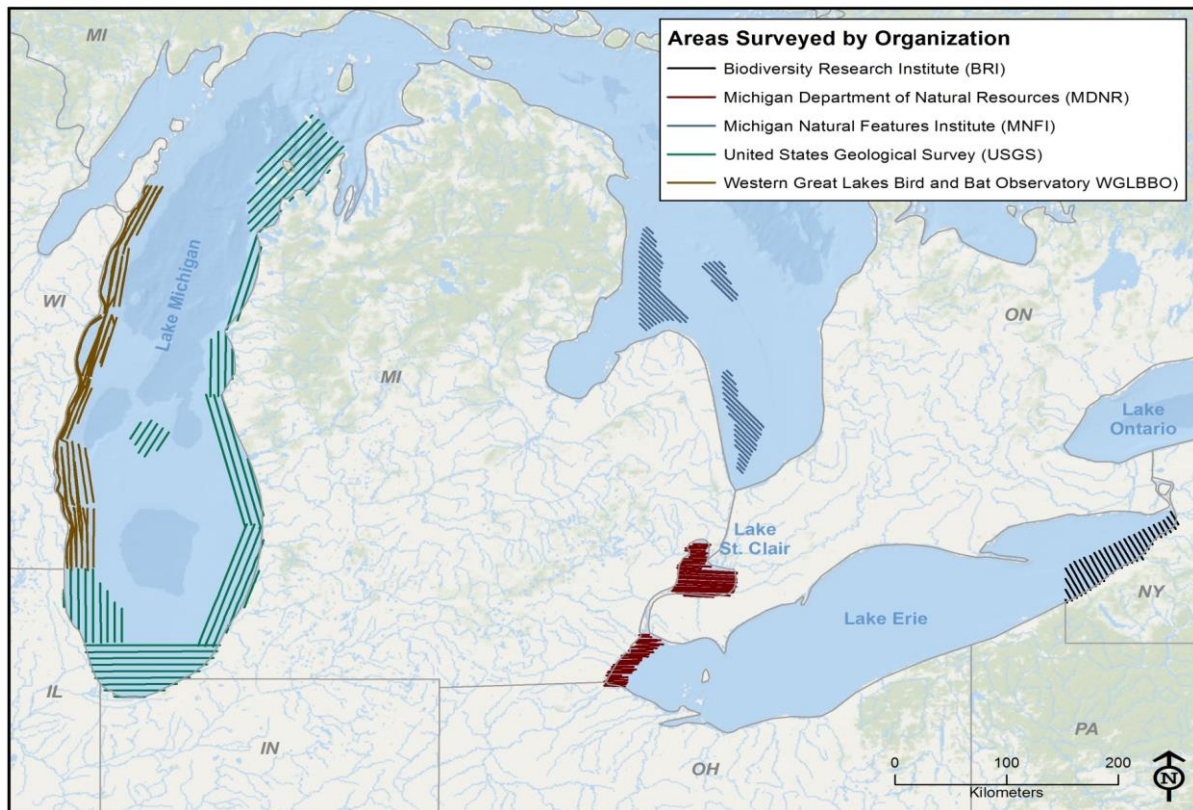 MI
Areas Surveyed by Organization
Biodiversity Research Institute (BRI)
Michigan Department of Natural Resources (MDNR)
Michigan Natural Features Institute (MNFI)
United States Geological Survey (USGS)
Western Great Lakes Bird and Bat Observatory WGLBBO)
WI
Lake Michigan
MI
ON
Lake
Ontario
Lake
St. Clair
Lake Erie
NY
IL
IN
OH
PA
0 100 200
Kilometers
N